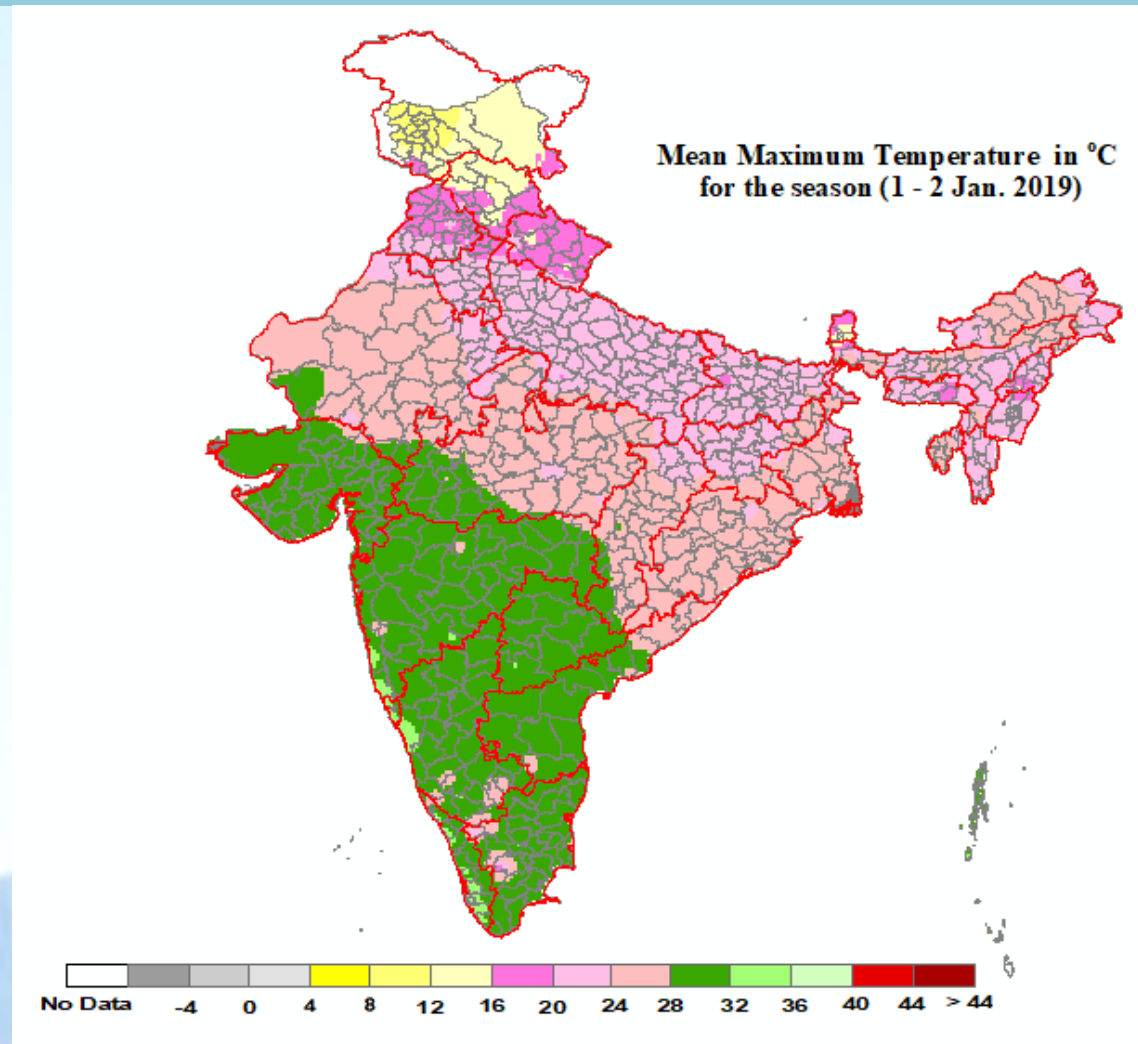 Mean Maximum Temperature in °C
for the season (1 - 2 Jan. 2019)
No Data -4 0 4 8 12 16 20 24 28 32 36 40 44 > 44